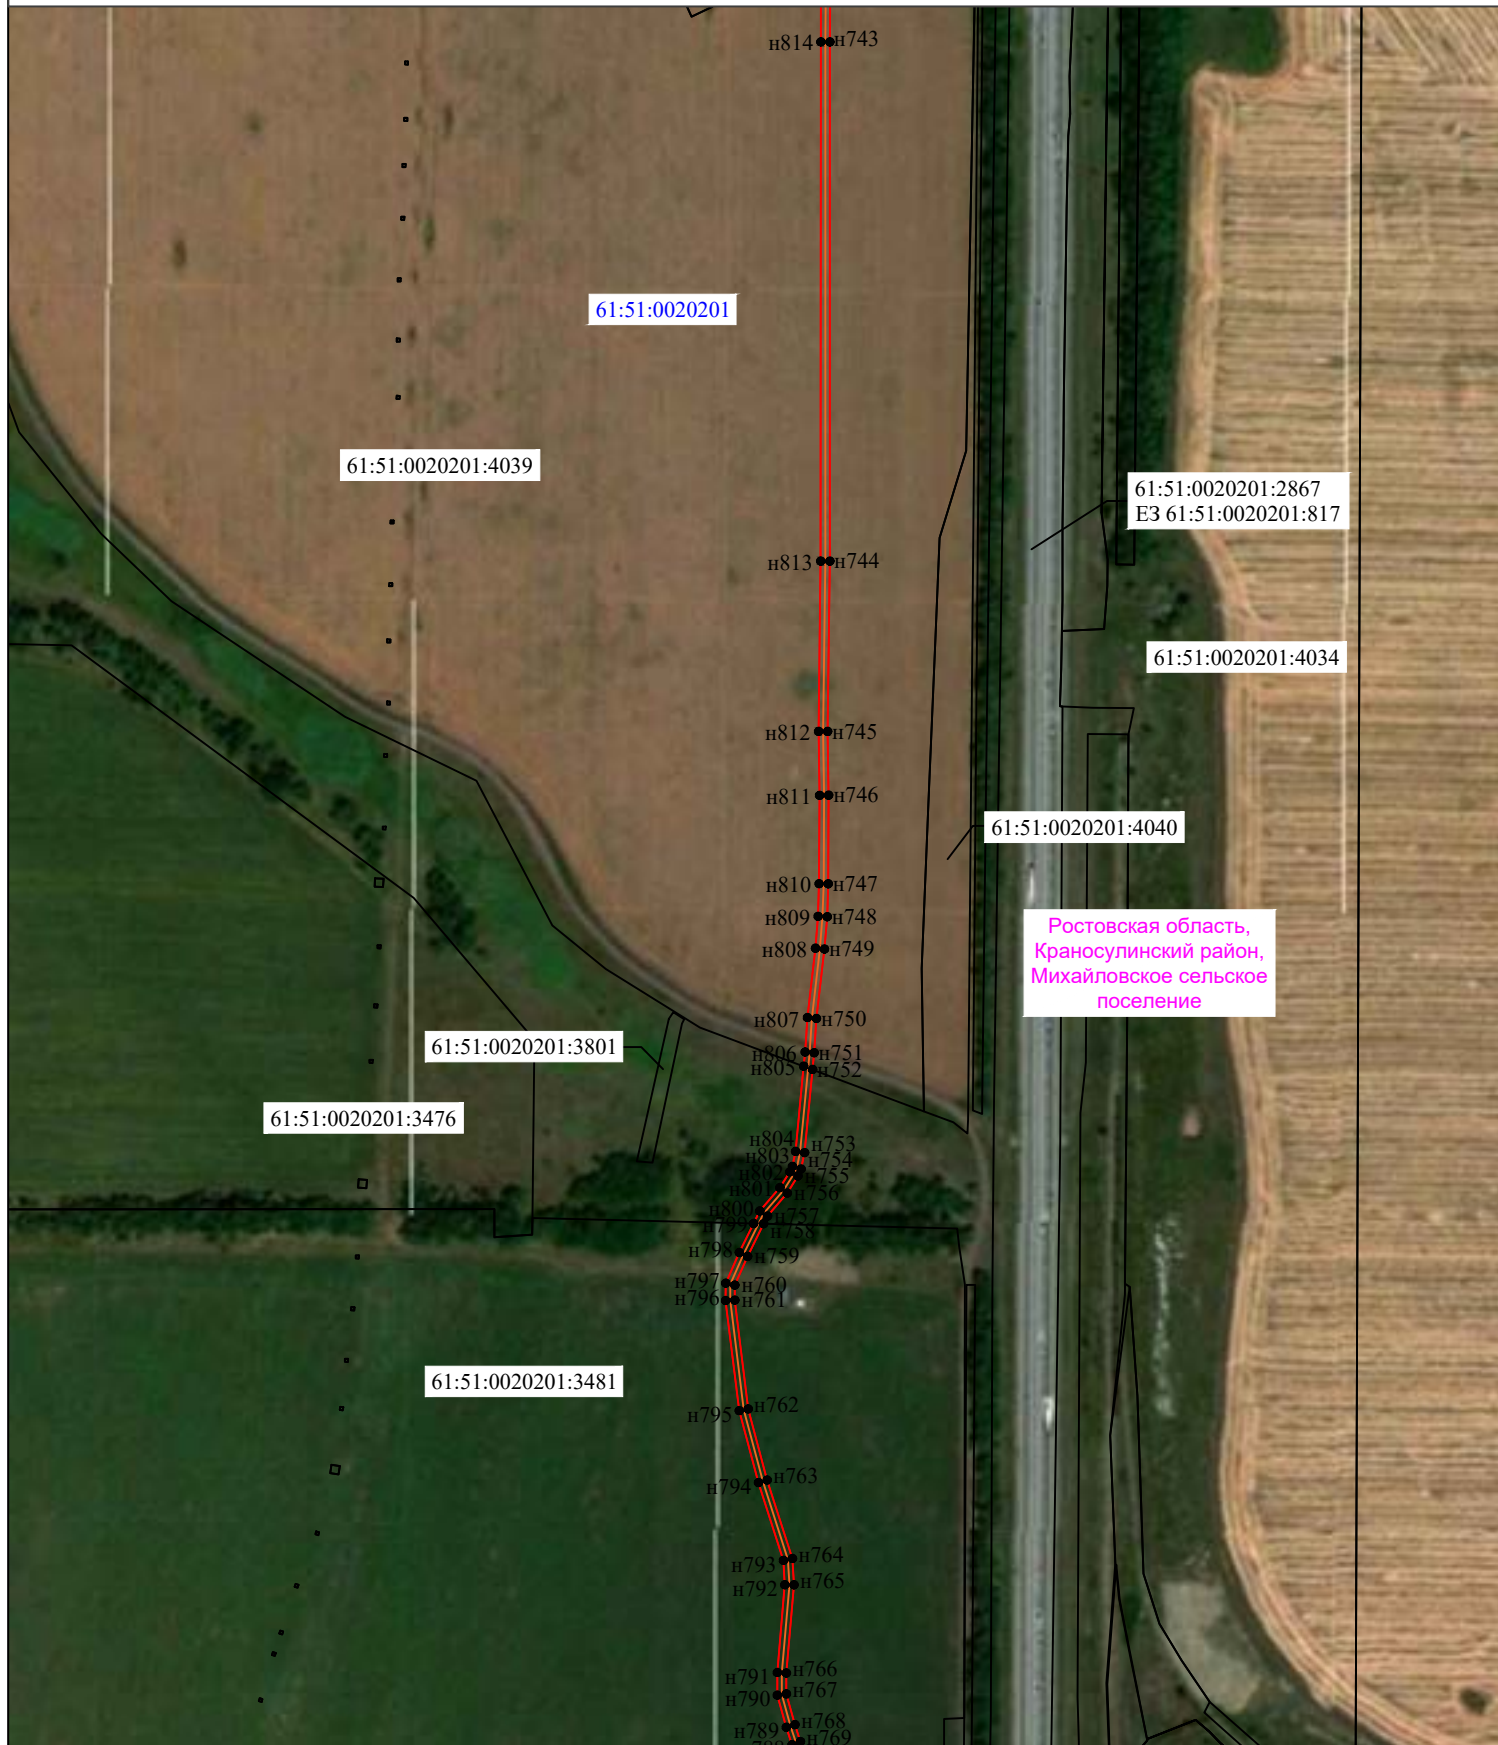 н814 н743
61:51:0020201
61:51:0020201:4039
61:51:0020201:2867
ЕЗ 61:51:0020201:817
н813 н744
61:51:0020201:4034
н812 н745
н811 н746
61:51:0020201:4040
н810 н747
н809 н748
Ростовская область,
Краносулинский район,
Михайловское сельское
поселение
н808 н749
н807 н750
61:51:0020201:3801
н806 н751
н805 н752
61:51:0020201:3476
н804 н753
н803 н754
н802 н755
н801 н756
н800 н757
н799 н758
н798 н759
н797 н760
н796 н761
61:51:0020201:3481
н795 н762
н794 н763
н793 н764
н792 н765
н791 н766
н790 н767
н789 н768
н769